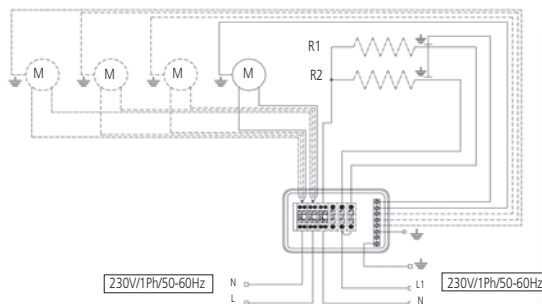 R1
R2
M M M M
230V/1Ph/50-60Hz N
L
L1 230V/1Ph/50-60Hz
N